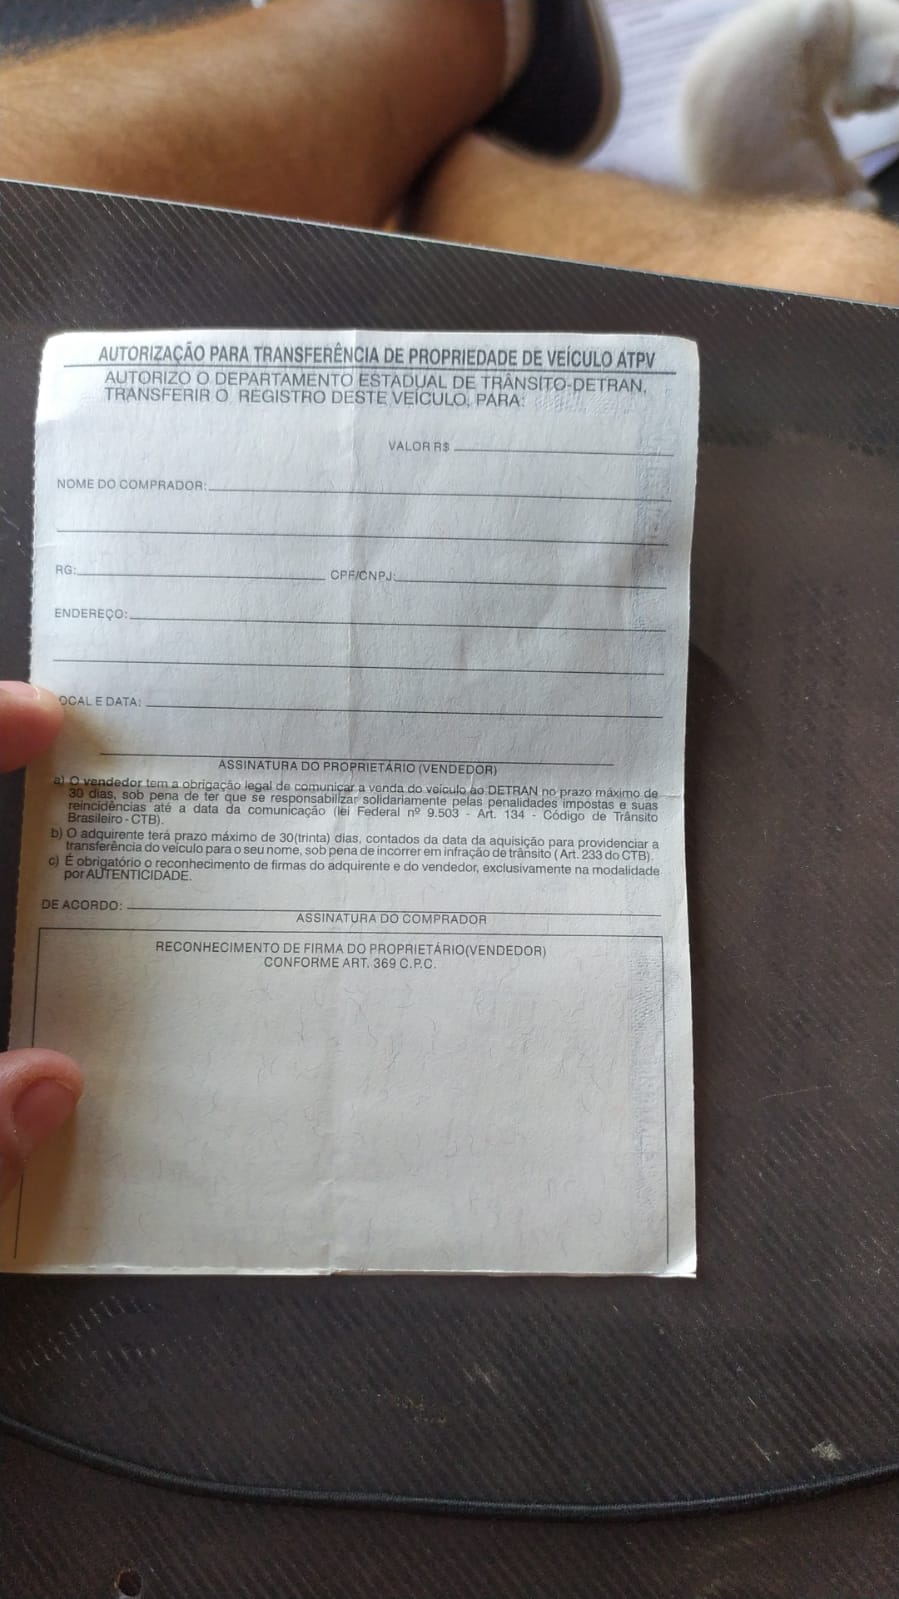 AUTORIZAÇÃO PARA TRANSFERÊNCIA DE PROPRIEDADE DE VEÍCULO ATPV
AUTORIZO O DEPARTAMENTO ESTADUAL DE TRÂNSITO-DETRAN,
TRANSFERIR O REGISTRO DESTE VEÍCULO, PARA:
VALOR R$
NOME DO COMPRADOR:
RG: CPF/CNPJ:
ENDEREÇO:
OCAL E DATA:
ASSINATURA DO PROPRIETÁRIO (VENDEDOR)
a) O vendedor tem a obrigação legal de comunicar a venda do veículo ao DETRAN no prazo máximo de
30 dias, sob pena de ter que se responsabilizar solidariamente pelas penalidades impostas e suas
reincidências até a data da comunicação (lei Federal nº 9.503 - Art. 134 - Código de Trânsito
Brasileiro - CTB).
b) O adquirente terá prazo máximo de 30(trinta) dias, contados da data da aquisição para providenciar a
transferência do veículo para o seu nome, sob pena de incorrer em infração de trânsito ( Art. 233 do CTB).
c) É obrigatório o reconhecimento de firmas do adquirente e do vendedor, exclusivamente na modalidade
por AUTENTICIDADE.
DE ACORDO:
ASSINATURA DO COMPRADOR
RECONHECIMENTO DE FIRMA DO PROPRIETÁRIO(VENDEDOR)
CONFORME ART. 369 C.P.C.